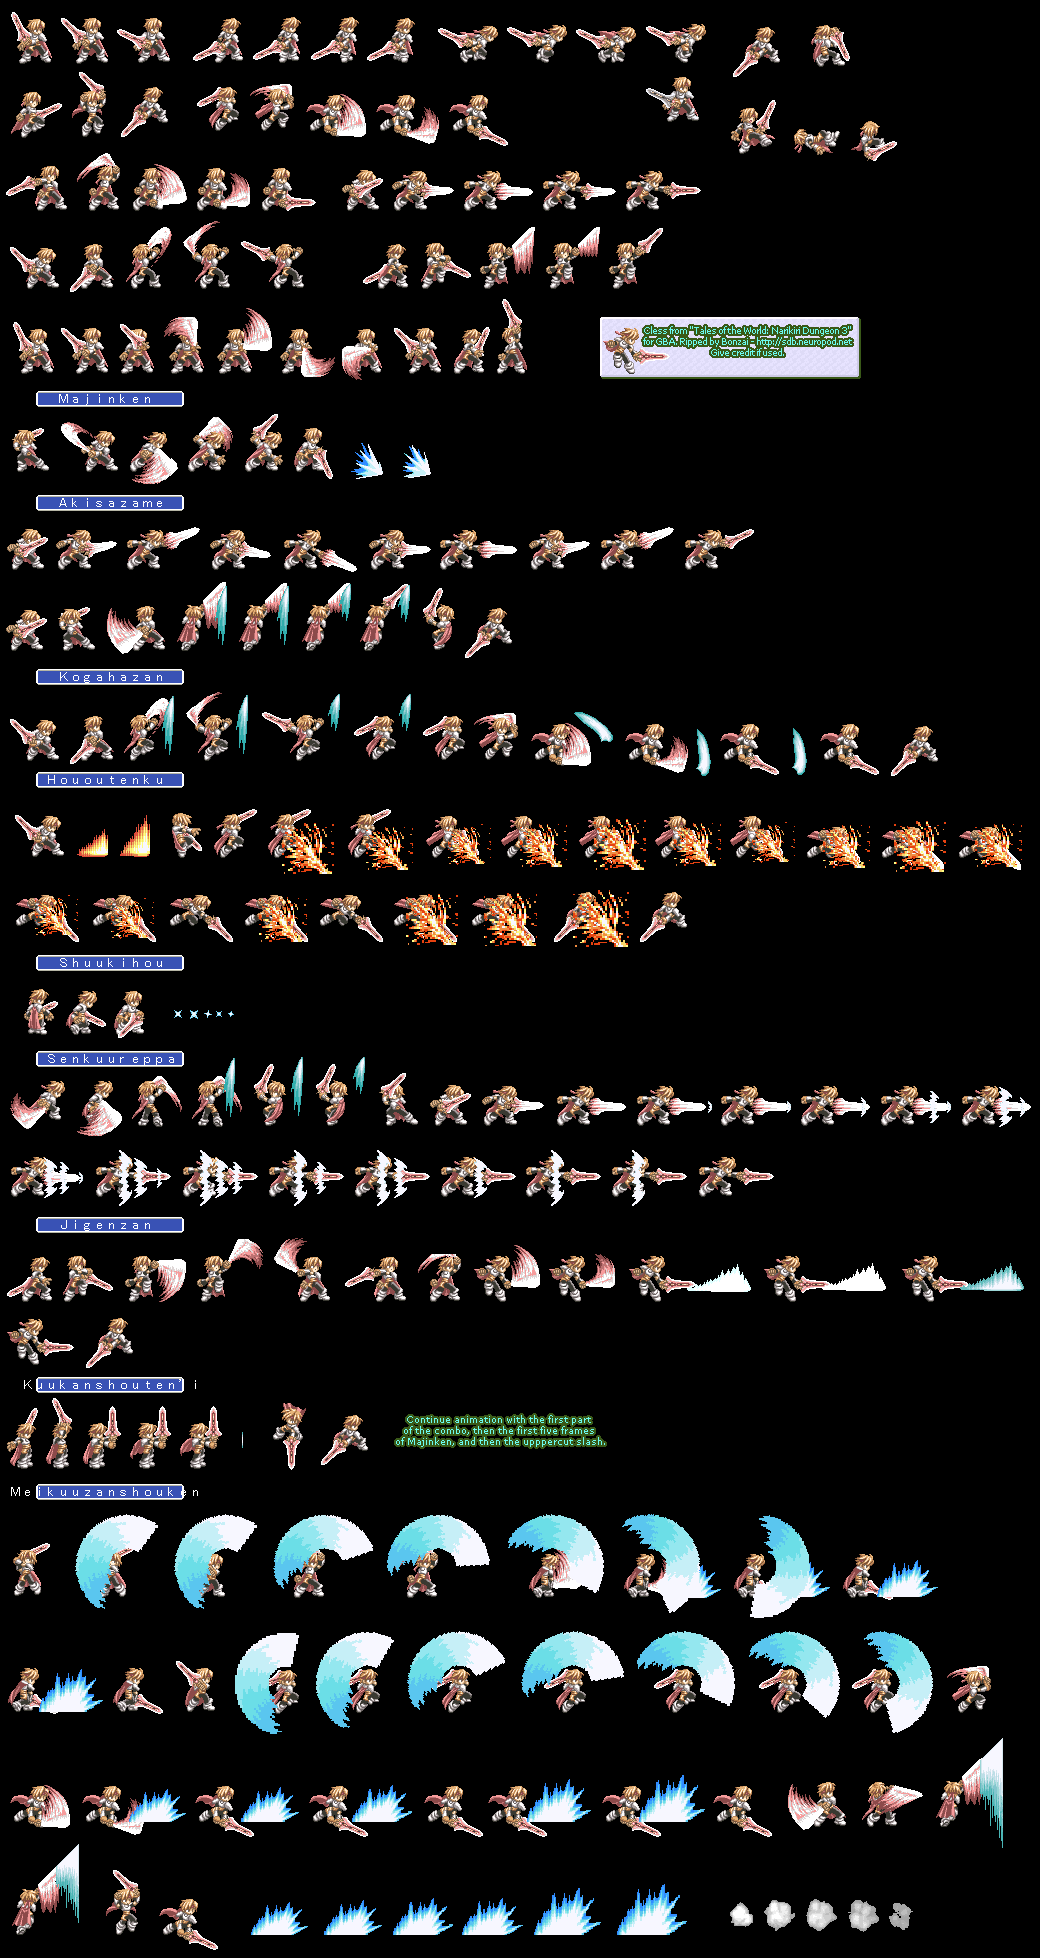 Cless from "Tales of the World: Narikiri Dungeon 3"
for GBA. Ripped by Bonzai - http://sdb.neuropod.net
Give credit if used.
Majinken
Akisazame
Kogahazan
Hououtenku
Shuukihou
Senkuureppa
Jigenzan
Kuukanshouten'i
Continue animation with the first part
of the combo, then the first five frames
of Majinken, and then the upppercut slash.
Meikuuzanshouken